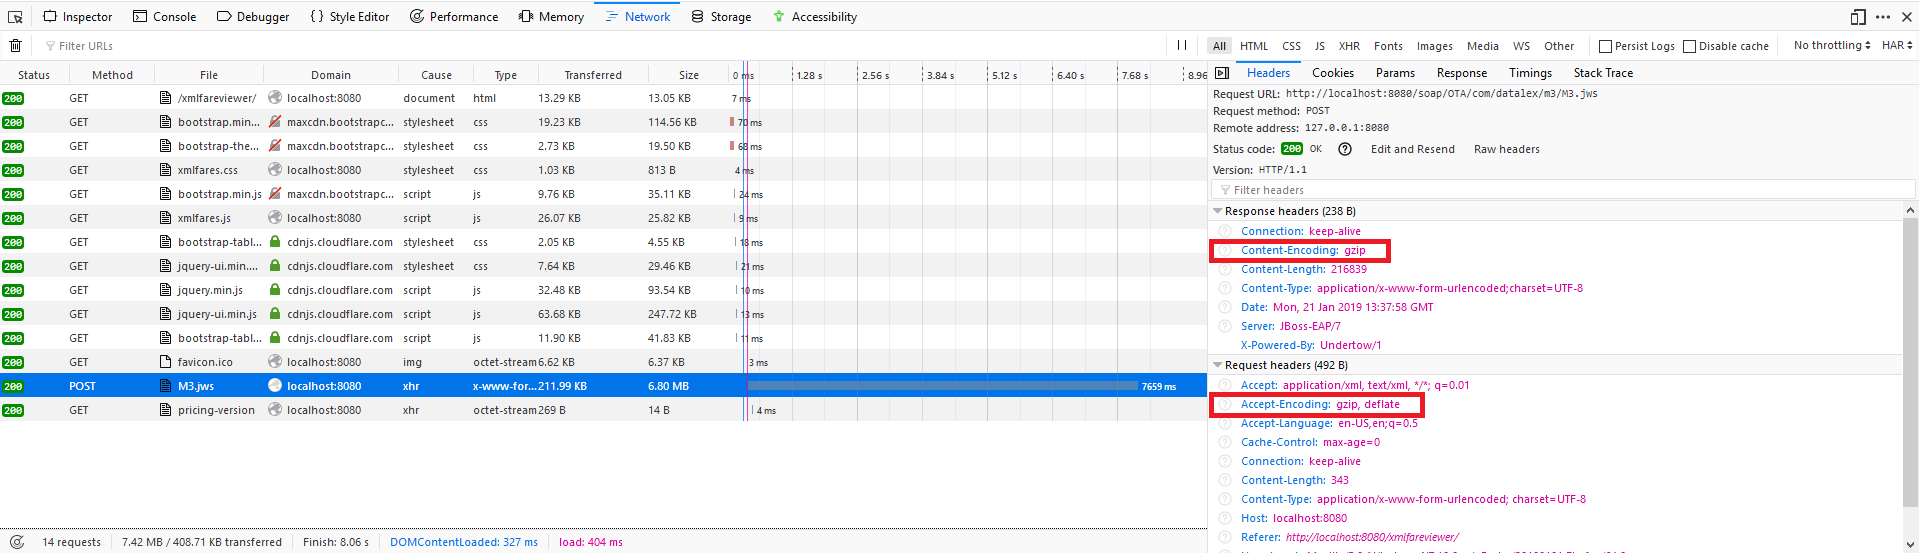 Inspector Console Debugger {} Style Editor Performance Memory Network Storage Accessibility
Filter URLs All HTML CSS JS XHR Fonts Images Media WS Other Persist Logs Disable cache No throttling HAR
Status Method File Domain Cause Type Transferred Size 0 ms 1.28 s 2.56 s 3.84 s 5.12 s 6.40 s 7.68 s 8.96
200 GET /xmlfareviewer/ localhost:8080 document html 13.29 KB 13.05 KB 7 ms
200 GET bootstrap.min... maxcdn.bootstrapc... stylesheet css 19.23 KB 114.56 KB 70 ms
200 GET bootstrap-the... maxcdn.bootstrapc... stylesheet css 2.73 KB 19.50 KB 68 ms
200 GET xmlfares.css localhost:8080 stylesheet css 1.03 KB 813 B 4 ms
200 GET bootstrap.min.js maxcdn.bootstrapc... script js 9.76 KB 35.11 KB 24 ms
200 GET xmlfares.js localhost:8080 script js 26.07 KB 25.82 KB 9 ms
200 GET bootstrap-tabl... cdnjs.cloudflare.com stylesheet css 2.05 KB 4.55 KB 18 ms
200 GET jquery-ui.min.... cdnjs.cloudflare.com stylesheet css 7.64 KB 29.46 KB 21 ms
200 GET jquery.min.js cdnjs.cloudflare.com script js 32.48 KB 93.54 KB 10 ms
200 GET jquery-ui.min.js cdnjs.cloudflare.com script js 63.68 KB 247.72 KB 13 ms
200 GET bootstrap-tabl... cdnjs.cloudflare.com script js 11.90 KB 41.83 KB 11 ms
200 GET favicon.ico localhost:8080 img octet-stream 6.62 KB 6.37 KB 3 ms
200 POST M3.jws localhost:8080 xhr x-www-for... 211.99 KB 6.80 MB 7659 ms
200 GET pricing-version localhost:8080 xhr octet-stream 269 B 14 B 4 ms
14 requests 7.42 MB / 408.71 KB transferred Finish: 8.06 s DOMContentLoaded: 327 ms load: 404 ms
Headers Cookies Params Response Timings Stack Trace
Request URL: http://localhost:8080/soap/OTA/com/datalex/m3/M3.jws
Request method: POST
Remote address: 127.0.0.1:8080
Status code: 200 OK Edit and Resend Raw headers
Version: HTTP/1.1
Filter headers
Response headers (238 B)
Connection: keep-alive
Content-Encoding: gzip
Content-Length: 216839
Content-Type: application/x-www-form-urlencoded;charset=UTF-8
Date: Mon, 21 Jan 2019 13:37:58 GMT
Server: JBoss-EAP/7
X-Powered-By: Undertow/1
Request headers (492 B)
Accept: application/xml, text/xml, */*; q=0.01
Accept-Encoding: gzip, deflate
Accept-Language: en-US,en;q=0.5
Cache-Control: max-age=0
Connection: keep-alive
Content-Length: 343
Content-Type: application/x-www-form-urlencoded; charset=UTF-8
Host: localhost:8080
Referer: http://localhost:8080/xmlfareviewer/